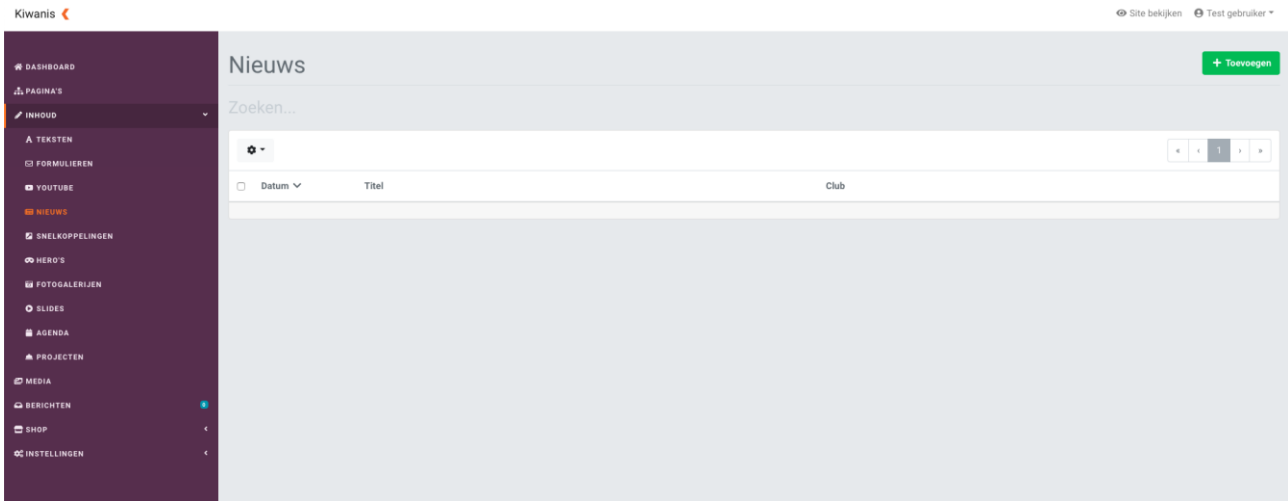 Kiwanis
Site bekijken Test gebruiker
DASHBOARD
PAGINA'S
INHOUD
TEKSTEN
FORMULIEREN
YOUTUBE
NIEUWS
SNELKOPPELINGEN
HERO'S
FOTOGALERIJEN
SLIDES
AGENDA
PROJECTEN
MEDIA
BERICHTEN 0
SHOP
INSTELLINGEN
Nieuws
+ Toevoegen
Zoeken...
« ‹ 1 › »
Datum Titel Club